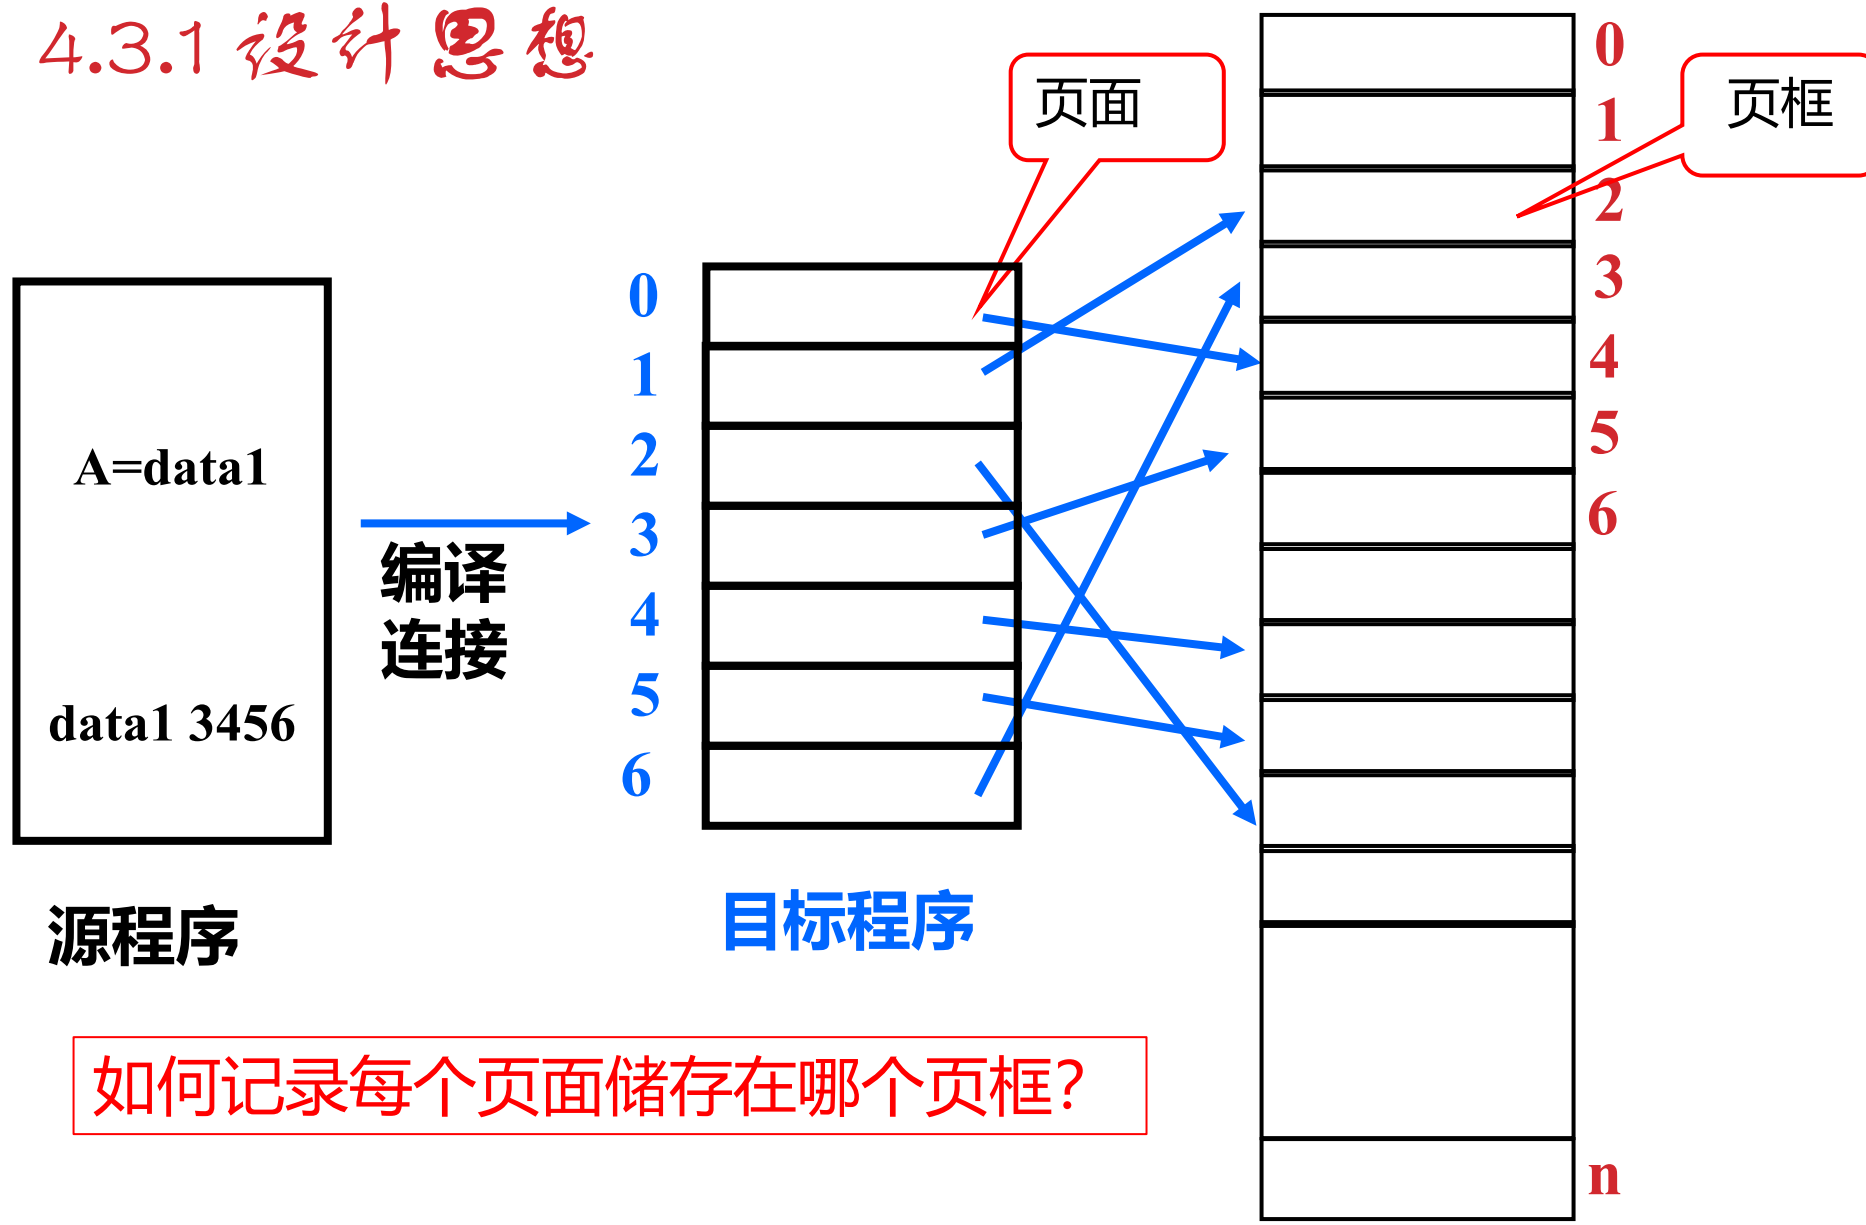 4.3.1 设计思想
页面
页框
0
1
2
3
4
5
6
n
0
1
2
3
4
5
6
A=data1
data1 3456
编译
连接
源程序
目标程序
如何记录每个页面储存在哪个页框?